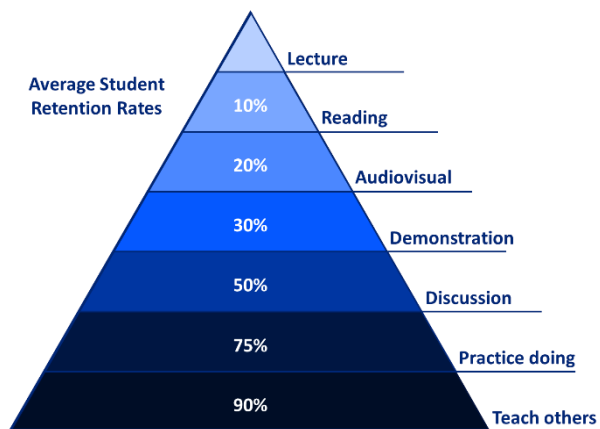 Average Student
Retention Rates
Lecture
10%
Reading
20%
Audiovisual
30%
Demonstration
50%
Discussion
75%
Practice doing
90%
Teach others